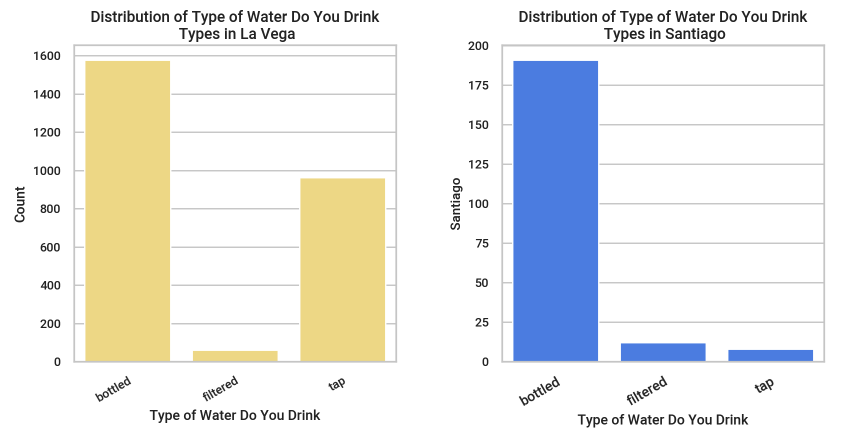 Distribution of Type of Water Do You Drink
Types in La Vega
1600
1400
1200
1000
800
600
400
200
0
Count
bottled
filtered
tap
Type of Water Do You Drink
Distribution of Type of Water Do You Drink
Types in Santiago
200
175
150
125
100
75
50
25
0
Santiago
bottled
filtered
tap
Type of Water Do You Drink